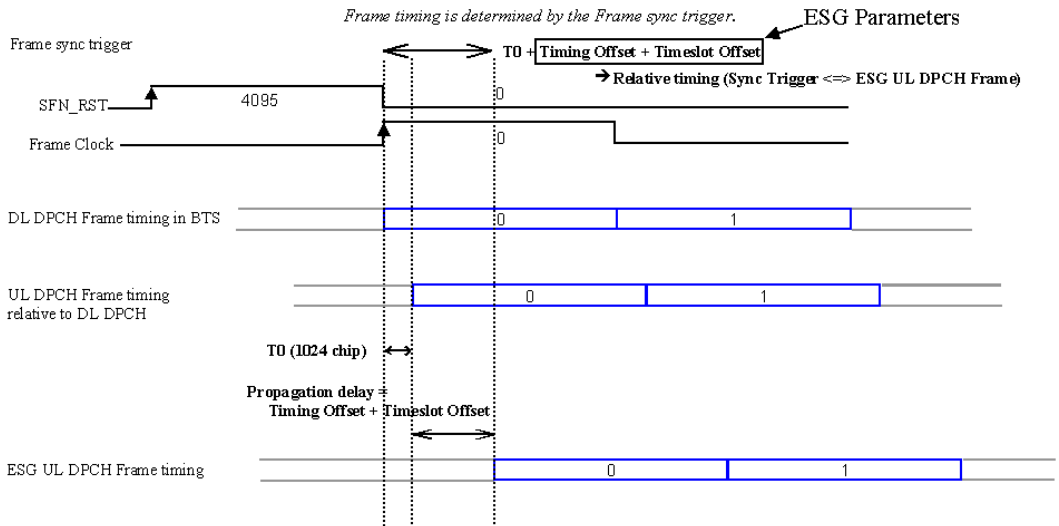 Frame timing is determined by the Frame sync trigger.
ESG Parameters
Frame sync trigger
T0 + Timing Offset + Timeslot Offset
➔ Relative timing (Sync Trigger <=> ESG UL DPCH Frame)
SFN_RST
4095
0
Frame Clock
0
DL DPCH Frame timing in BTS
0
1
UL DPCH Frame timing
relative to DL DPCH
0
1
T0 (1024 chip)
Propagation delay =
Timing Offset + Timeslot Offset
ESG UL DPCH Frame timing
0
1